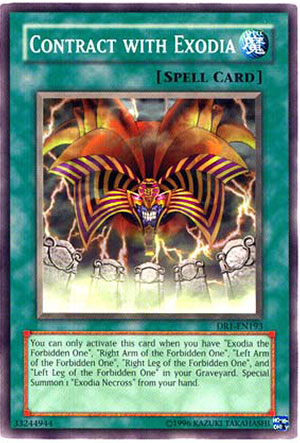 CONTRACT WITH EXODIA
魔
[SPELL CARD]
DR1-EN193
You can only activate this card when you have "Exodia the
Forbidden One", "Right Arm of the Forbidden One", "Left Arm
of the Forbidden One", "Right Leg of the Forbidden One", and
"Left Leg of the Forbidden One" in your Graveyard. Special
Summon 1 "Exodia Necross" from your hand.
33244944
©1996 KAZUKI TAKAHASHI